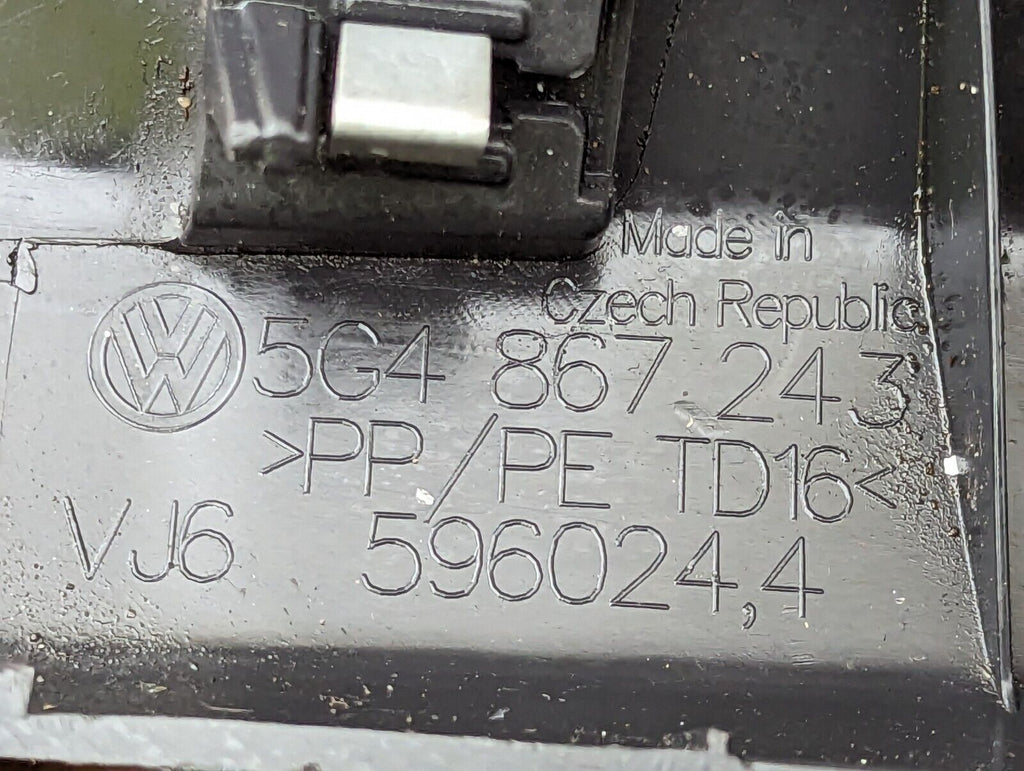 Made in
Czech Republic
5G4 867 243
>PP/PE TD16<
VJ6 596024,4